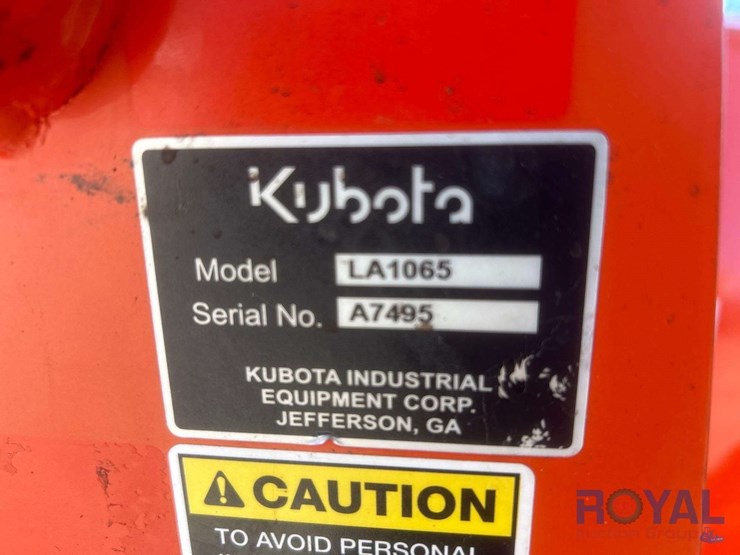 Kubota
Model LA1065
Serial No. A7495
KUBOTA INDUSTRIAL
EQUIPMENT CORP.
JEFFERSON, GA
CAUTION
TO AVOID PERSONAL
ROYAL